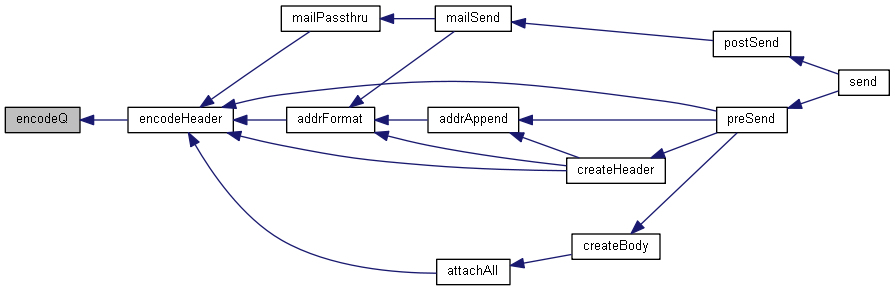 mailPassthru
mailSend
postSend
send
encodeQ
encodeHeader
addrFormat
addrAppend
preSend
createHeader
createBody
attachAll